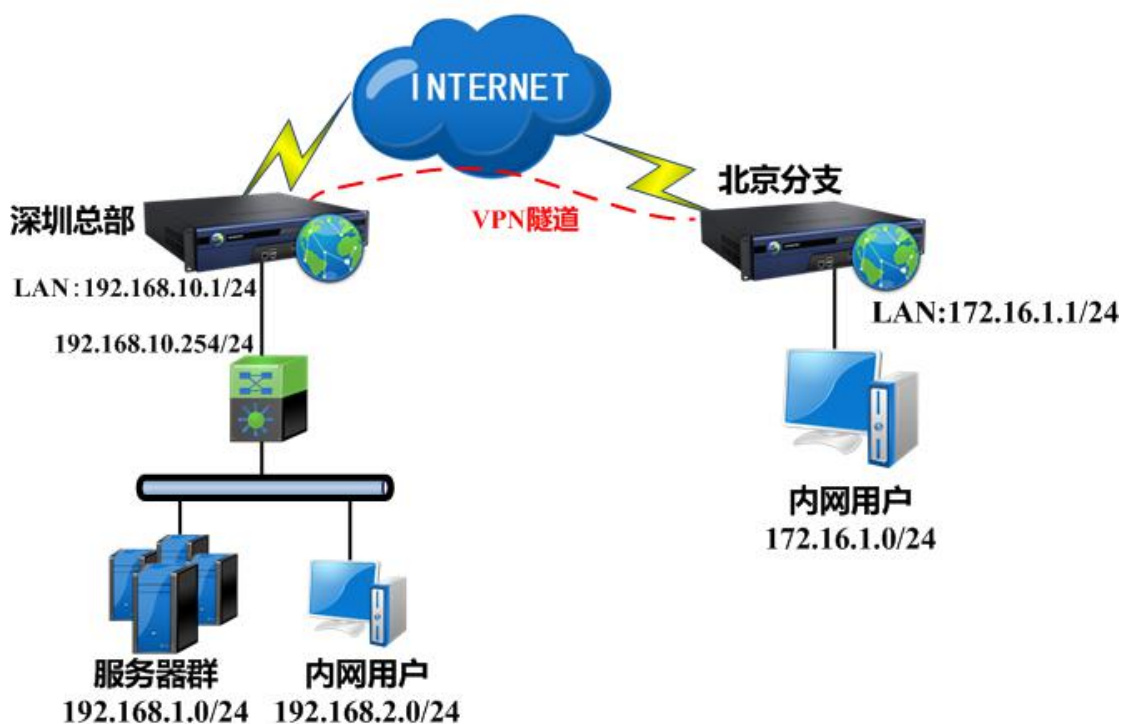 INTERNET
北京分支
深圳总部
VPN隧道
LAN:192.168.10.1/24
LAN:172.16.1.1/24
192.168.10.254/24
内网用户
172.16.1.0/24
服务器群
192.168.1.0/24
内网用户
192.168.2.0/24